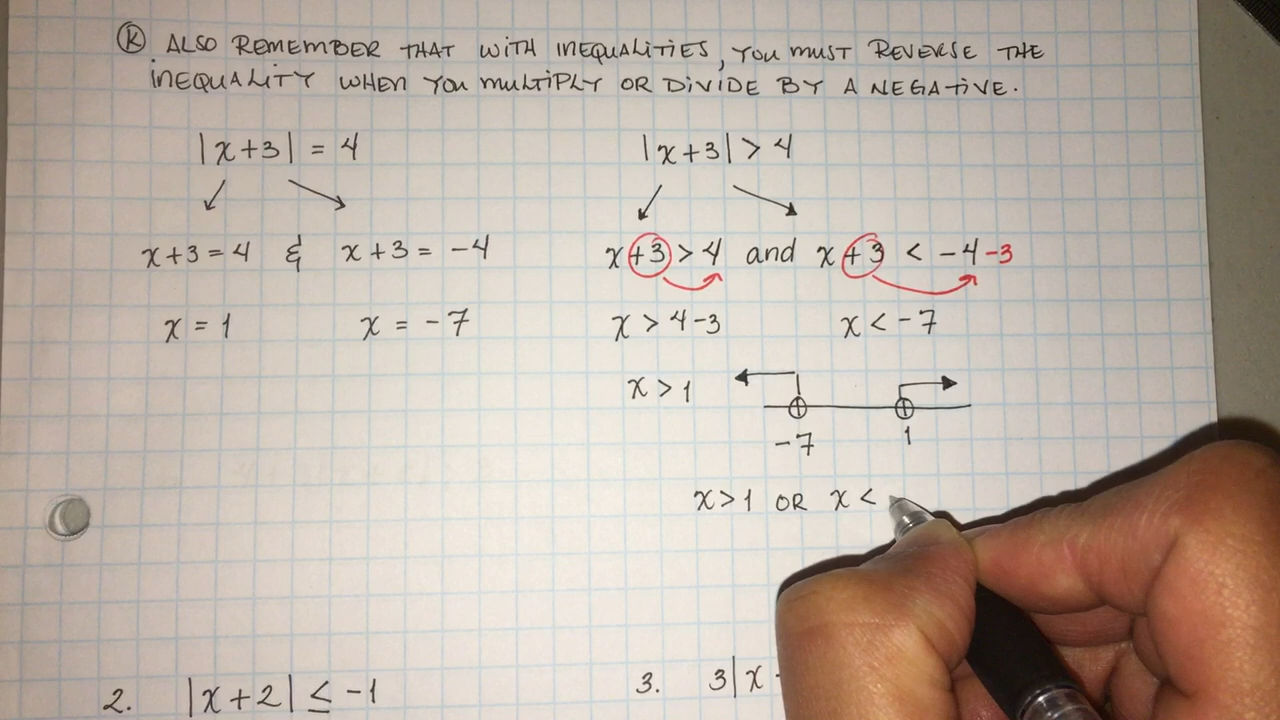 Ⓚ ALSO REMEMBER THAT WITH INEQUALITIES, YOU MUST REVERSE THE
INEQUALITY WHEN YOU MULTIPLY OR DIVIDE BY A NEGATIVE.
|x+3| = 4
|x+3| > 4
x+3=4 & x+3 = -4
x+3>4 and x+3 < -4-3
x = 1
x = -7
x > 4-3
x < -7
x > 1
-7
1
x>1 OR x <
2. |x+2| ≤ -1
3. 3|x